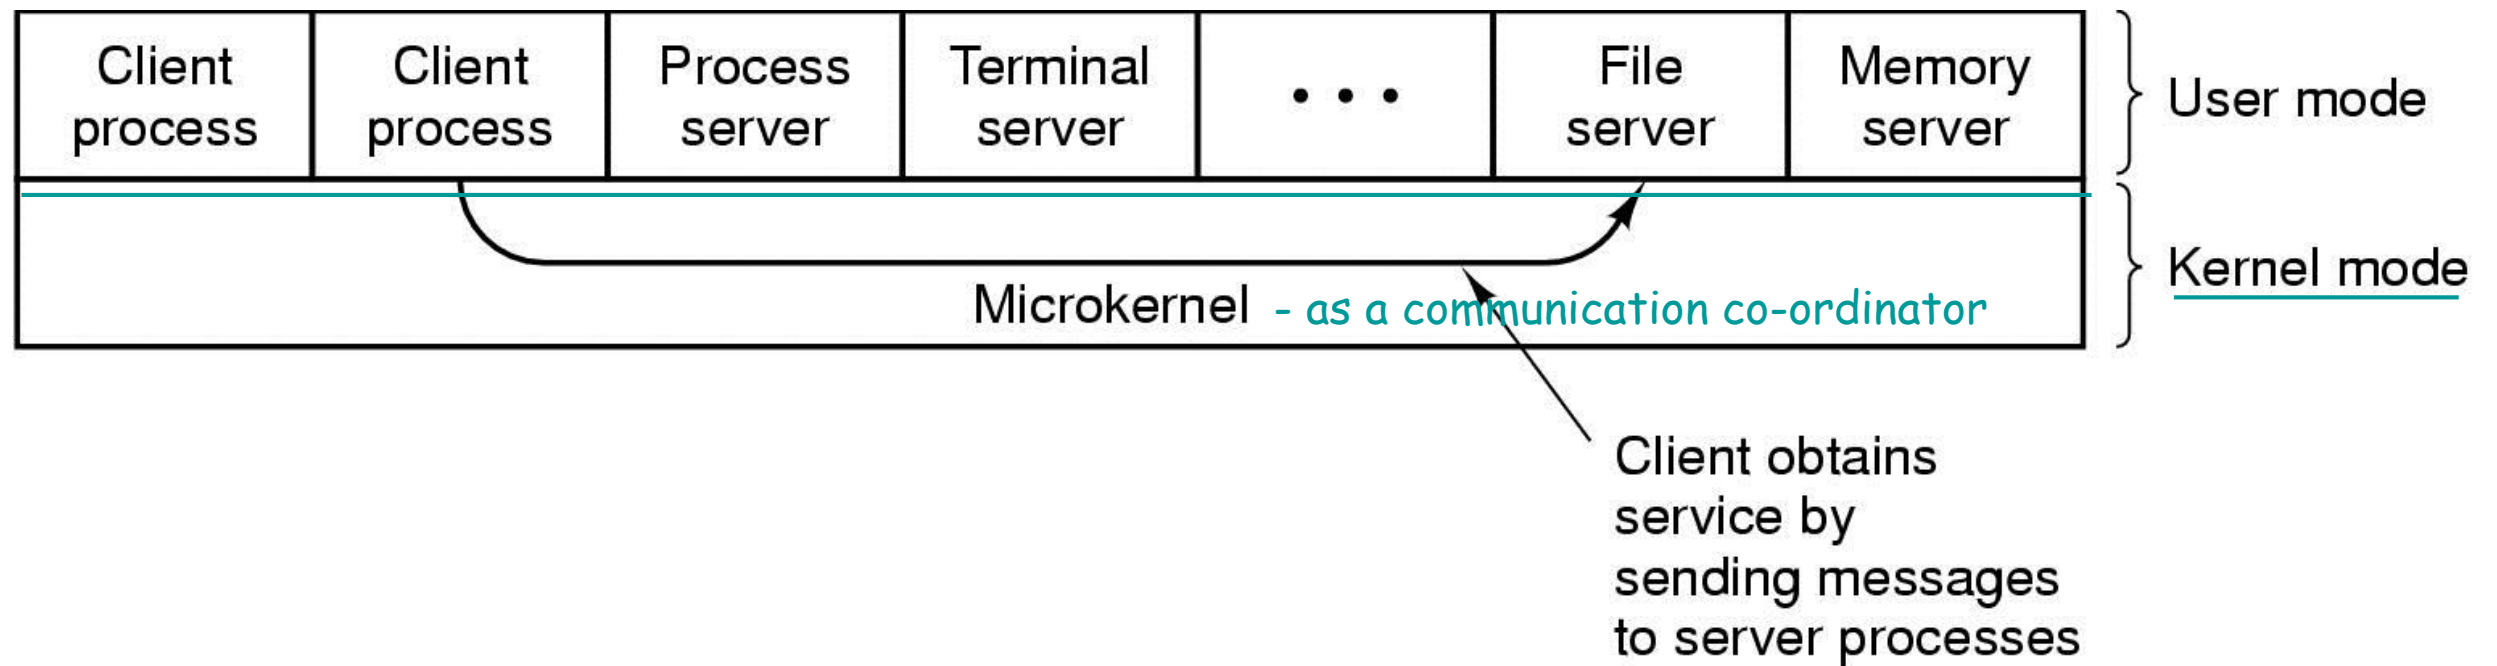 Client
process
Client
process
Process
server
Terminal
server
• • •
File
server
Memory
server
User mode
Kernel mode
Microkernel - as a communication co-ordinator
Client obtains
service by
sending messages
to server processes